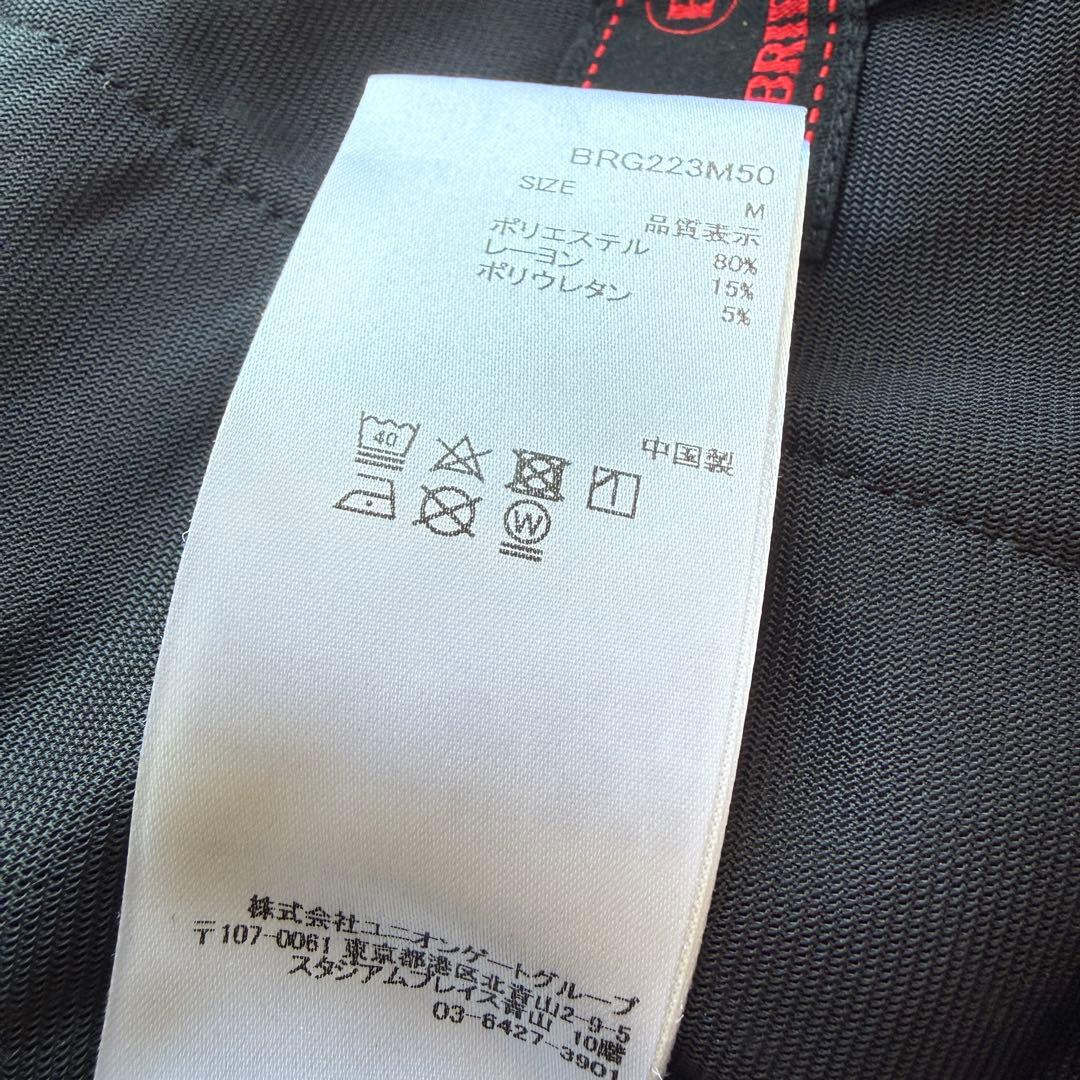 BRG223M50
SIZE M
品質表示
ポリエステル 80%
レーヨン 15%
ポリウレタン 5%
中国製
40
W
株式会社ユニオンゲートグループ
〒107-0061 東京都港区北青山2-9-5
スタジアムプレイス青山 10階
03-6427-3901